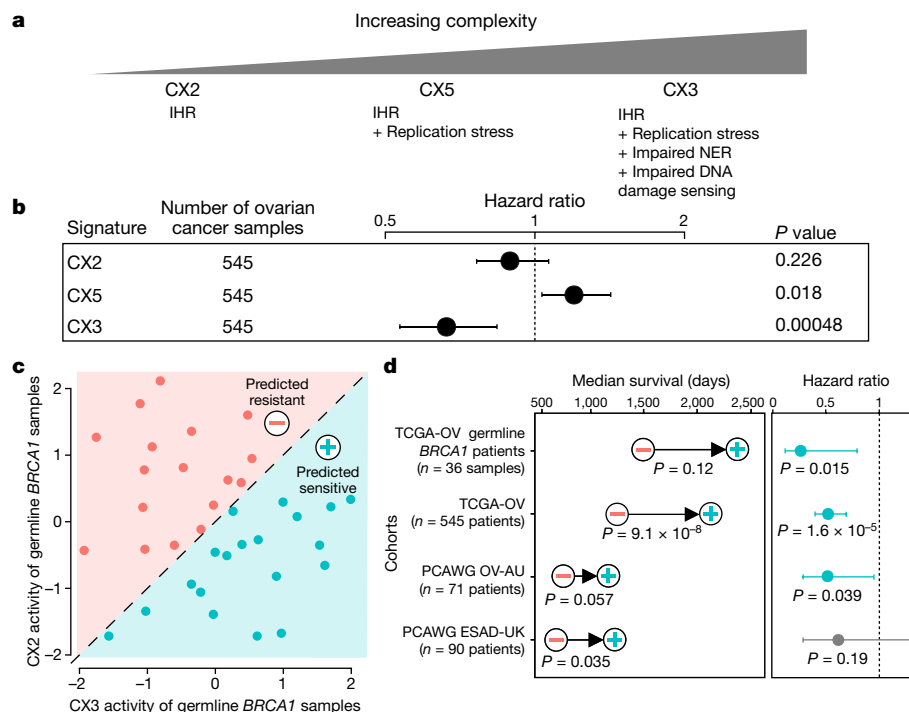 a
Increasing complexity
CX2
IHR
CX5
IHR
+ Replication stress
CX3
IHR
+ Replication stress
+ Impaired NER
+ Impaired DNA
damage sensing
b
Signature
Number of ovarian
cancer samples
Hazard ratio
0.5 1 2
P value
CX2 545 0.226
CX5 545 0.018
CX3 545 0.00048
c
CX2 activity of germline BRCA1 samples
2
1
0
−1
−2
Predicted
resistant
Predicted
sensitive
−2 −1 0 1 2
CX3 activity of germline BRCA1 samples
d
Median survival (days)
500 1,000 1,500 2,000 2,500
Hazard ratio
0 0.5 1
Cohorts
TCGA-OV germline
BRCA1 patients
(n = 36 samples)
P = 0.12
P = 0.015
TCGA-OV
(n = 545 patients)
P = 9.1 × 10−8
P = 1.6 × 10−5
PCAWG OV-AU
(n = 71 patients)
P = 0.057
P = 0.039
PCAWG ESAD-UK
(n = 90 patients)
P = 0.035
P = 0.19